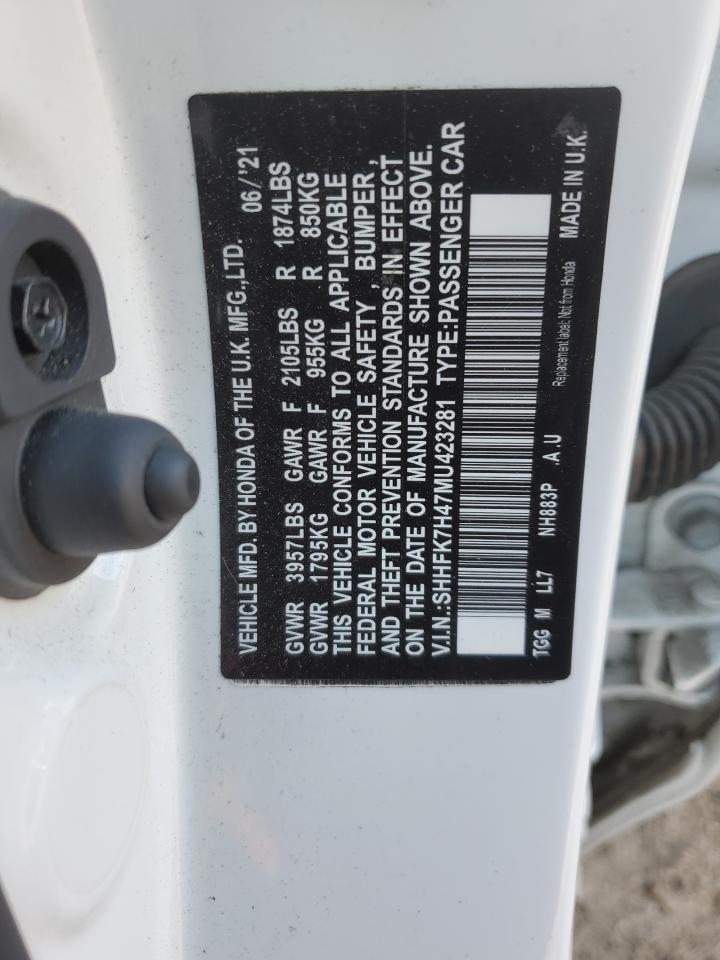 VEHICLE MFD. BY HONDA OF THE U.K. MFG.,LTD. 06/'21
GVWR 3957LBS GAWR F 2105LBS R 1874LBS
GVWR 1795KG GAWR F 955KG R 850KG
THIS VEHICLE CONFORMS TO ALL APPLICABLE
FEDERAL MOTOR VEHICLE SAFETY , BUMPER ,
AND THEFT PREVENTION STANDARDS IN EFFECT
ON THE DATE OF MANUFACTURE SHOWN ABOVE.
V.I.N.:SHHFK7H47MU423281 TYPE:PASSENGER CAR
Replacement label; Not from Honda
TGG M LL7 NH883P .A.U MADE IN U.K.